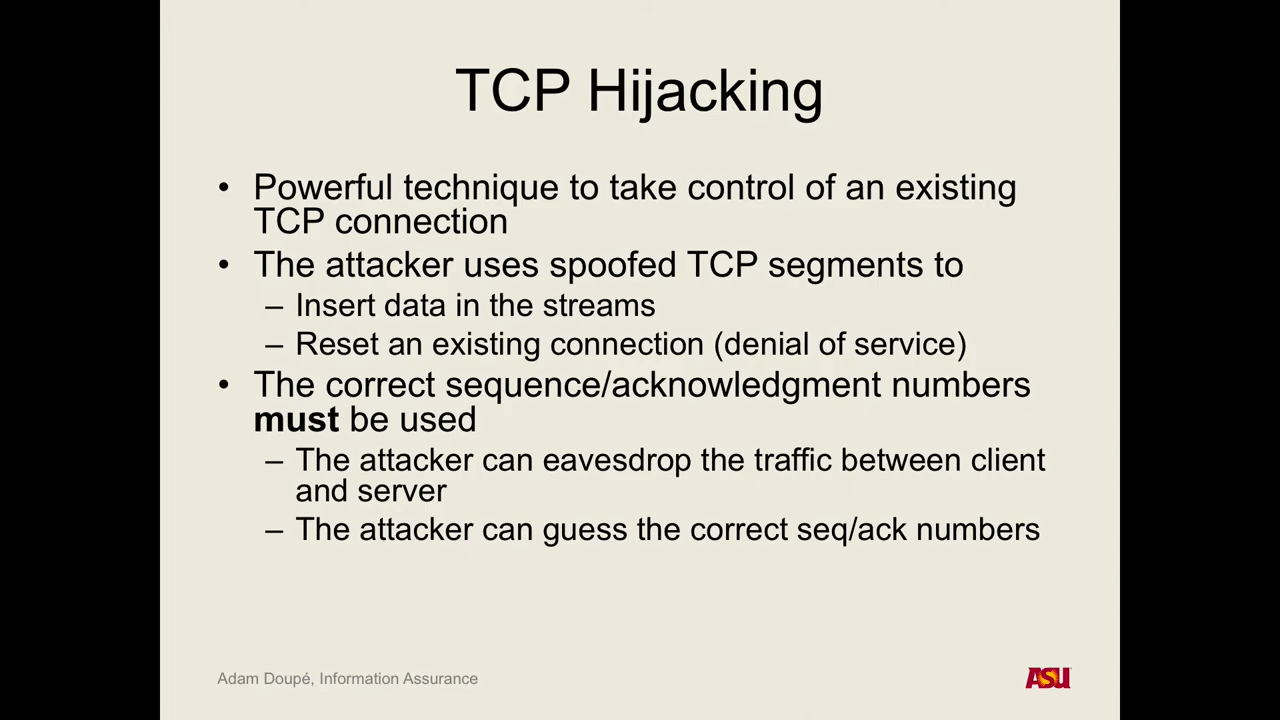 TCP Hijacking
• Powerful technique to take control of an existing
TCP connection
• The attacker uses spoofed TCP segments to
– Insert data in the streams
– Reset an existing connection (denial of service)
• The correct sequence/acknowledgment numbers
must be used
– The attacker can eavesdrop the traffic between client
and server
– The attacker can guess the correct seq/ack numbers
Adam Doupé, Information Assurance
ASU